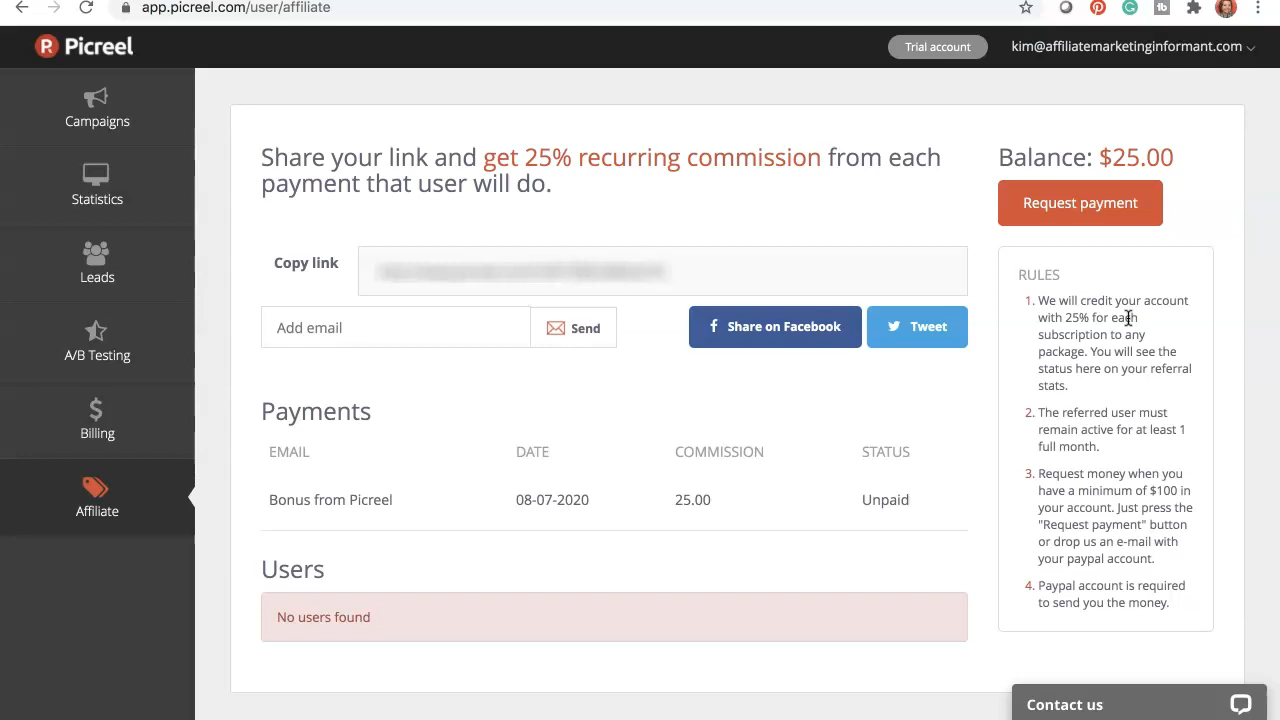 app.picreel.com/user/affiliate
Picreel
Trial account
kim@affiliatemarketinginformant.com
Campaigns
Statistics
Leads
A/B Testing
Billing
Affiliate
Share your link and get 25% recurring commission from each
payment that user will do.
Copy link
Add email
Send
Share on Facebook
Tweet
Payments
EMAIL DATE COMMISSION STATUS
Bonus from Picreel 08-07-2020 25.00 Unpaid
Users
No users found
Balance: $25.00
Request payment
RULES
1. We will credit your account
with 25% for each
subscription to any
package. You will see the
status here on your referral
stats.
2. The referred user must
remain active for at least 1
full month.
3. Request money when you
have a minimum of $100 in
your account. Just press the
"Request payment" button
or drop us an e-mail with
your paypal account.
4. Paypal account is required
to send you the money.
Contact us